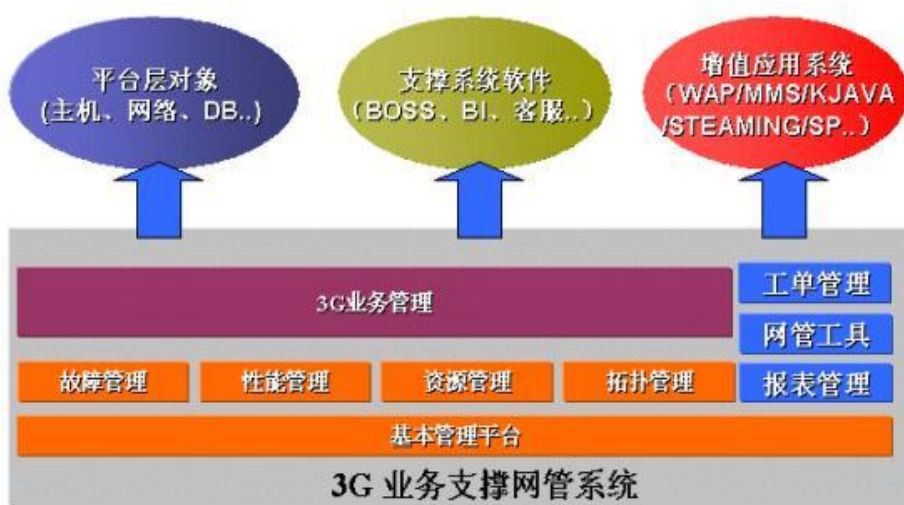 平台层对象
(主机、网络、DB..)
支撑系统软件
（BOSS、BI、客服..）
增值应用系统
（WAP/MMS/KJAVA
/STEAMING/SP..）
3G业务管理
工单管理
网管工具
故障管理
性能管理
资源管理
拓扑管理
报表管理
基本管理平台
3G 业务支撑网管系统